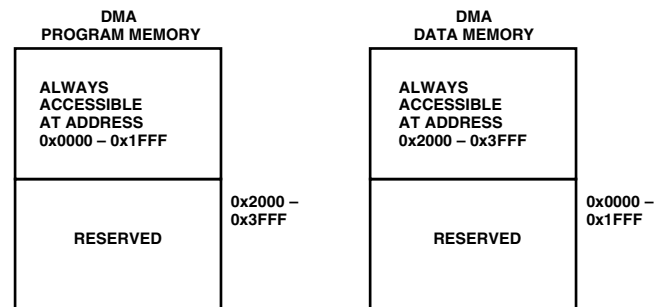 DMA
PROGRAM MEMORY
ALWAYS
ACCESSIBLE
AT ADDRESS
0x0000 – 0x1FFF
RESERVED
0x2000 –
0x3FFF
DMA
DATA MEMORY
ALWAYS
ACCESSIBLE
AT ADDRESS
0x2000 – 0x3FFF
RESERVED
0x0000 –
0x1FFF